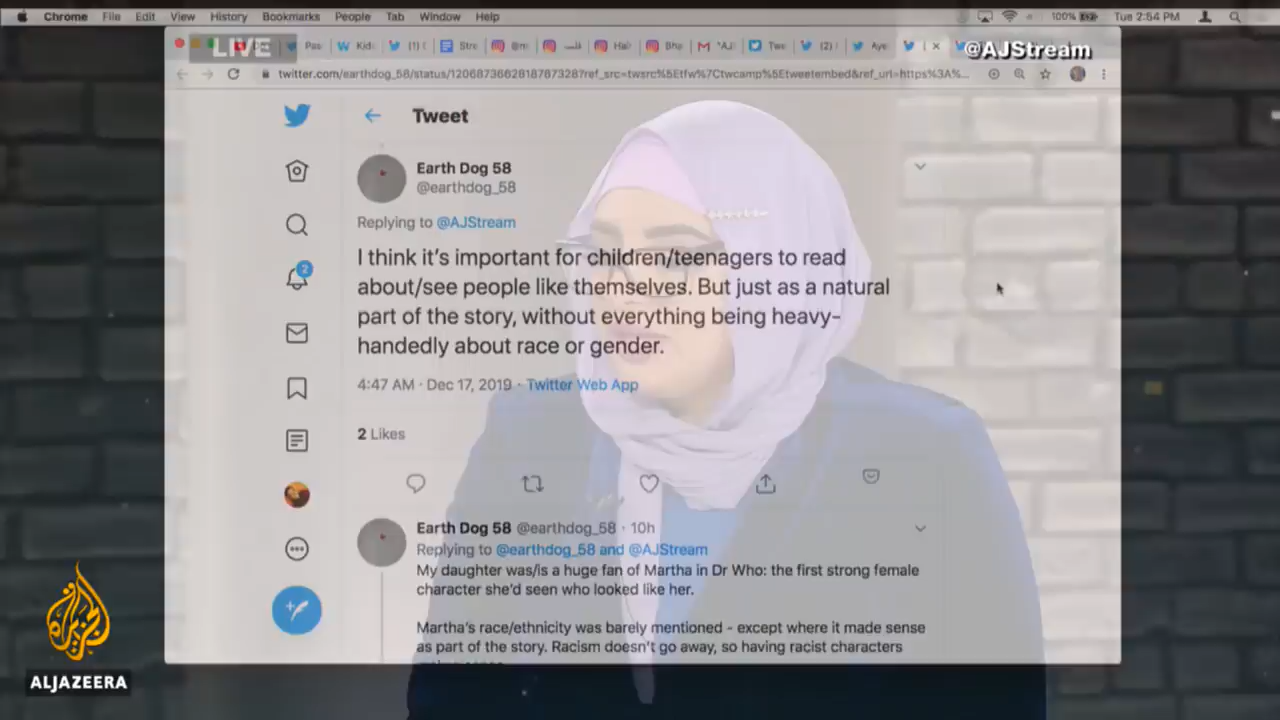 Chrome File Edit View History Bookmarks People Tab Window Help 100% Tue 2:54 PM
LIVE
@AJStream
twitter.com/earthdog_58/status/1206873662818787328?ref_src=twsrc%5Etfw%7Ctwcamp%5Etweetembed&ref_url=https%3A%...
Tweet
Earth Dog 58
@earthdog_58
Replying to @AJStream
I think it's important for children/teenagers to read
about/see people like themselves. But just as a natural
part of the story, without everything being heavy-
handedly about race or gender.
4:47 AM · Dec 17, 2019 · Twitter Web App
2 Likes
2
Earth Dog 58 @earthdog_58 · 10h
Replying to @earthdog_58 and @AJStream
My daughter was/is a huge fan of Martha in Dr Who: the first strong female
character she'd seen who looked like her.
Martha's race/ethnicity was barely mentioned - except where it made sense
as part of the story. Racism doesn't go away, so having racist characters
الجزيرة
ALJAZEERA